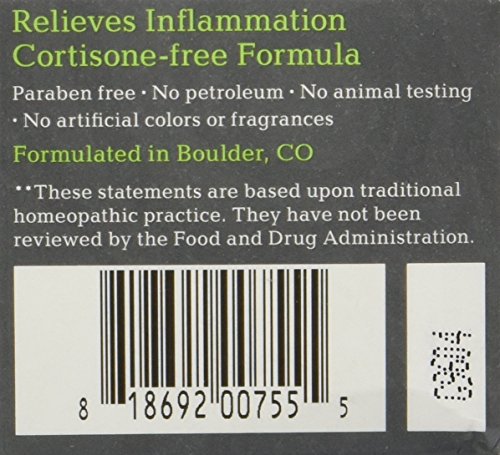 Relieves Inflammation
Cortisone-free Formula
Paraben free · No petroleum · No animal testing
· No artificial colors or fragrances
Formulated in Boulder, CO
**These statements are based upon traditional
homeopathic practice. They have not been
reviewed by the Food and Drug Administration.
8 18692 00755 5